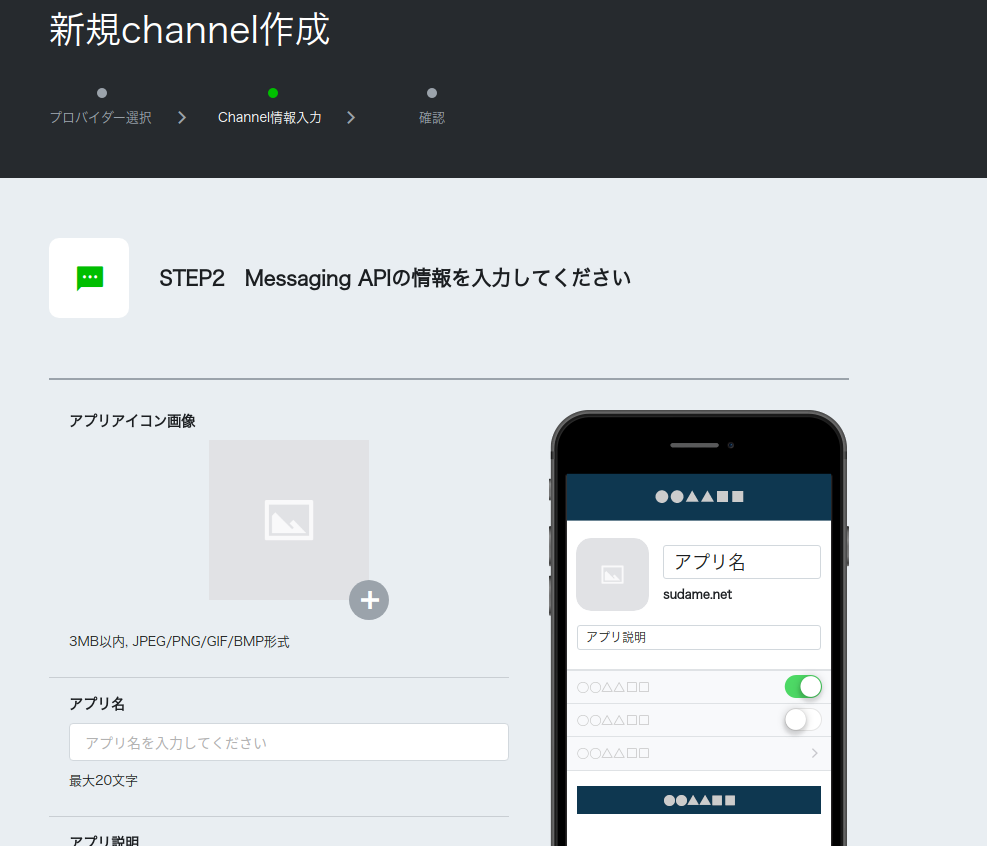 新規channel作成
プロバイダー選択
Channel情報入力
確認
STEP2 Messaging APIの情報を入力してください
アプリアイコン画像
3MB以内, JPEG/PNG/GIF/BMP形式
アプリ名
アプリ名を入力してください
最大20文字
アプリ説明
●●▲▲■■
アプリ名
sudame.net
アプリ説明
○○△△□□
○○△△□□
○○△△□□
●●▲▲■■